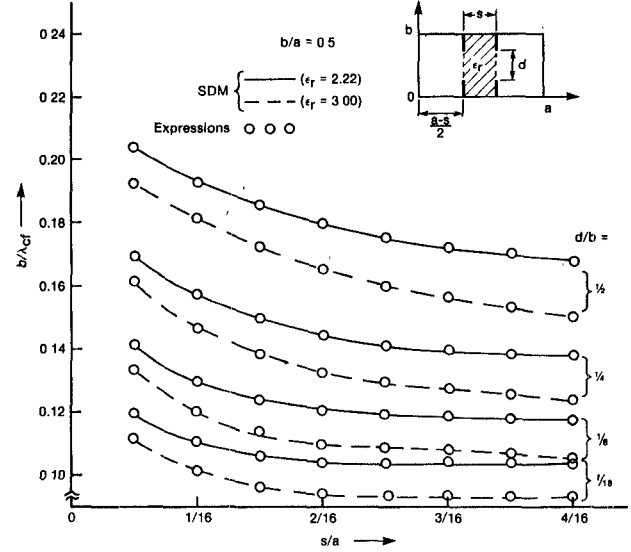 0 24
0 22
0.20
0.18
0.16
0 14
0.12
0 10
b/λcf
b/a = 0 5
SDM
(εr = 2.22)
(εr = 3 00)
Expressions
b
0
s
εr
d
a
a-s
2
d/b =
1/2
1/4
1/8
0
1/16
2/16
3/16
4/16
s/a